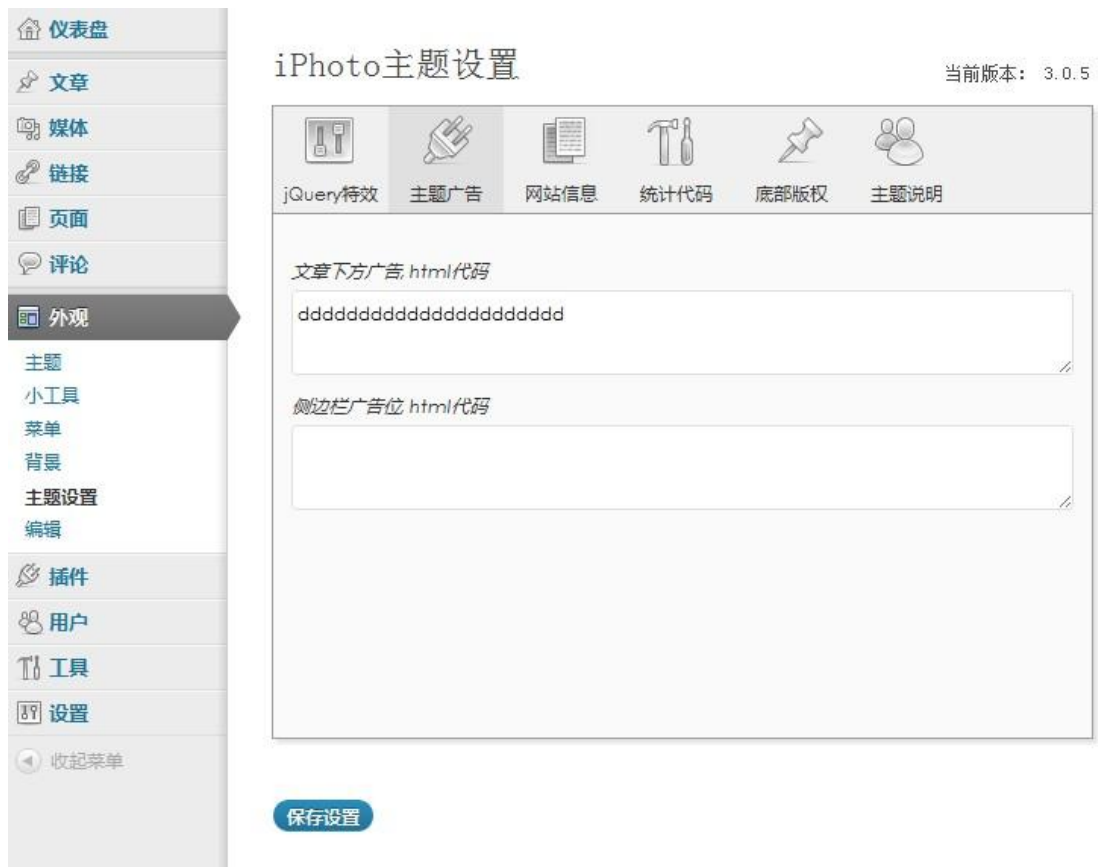 仪表盘
文章
媒体
链接
页面
评论
外观
主题
小工具
菜单
背景
主题设置
编辑
插件
用户
工具
设置
收起菜单
iPhoto主题设置
当前版本: 3.0.5
jQuery特效 主题广告 网站信息 统计代码 底部版权 主题说明
文章下方广告 html代码
dddddddddddddddddddddd
侧边栏广告位 html代码
保存设置